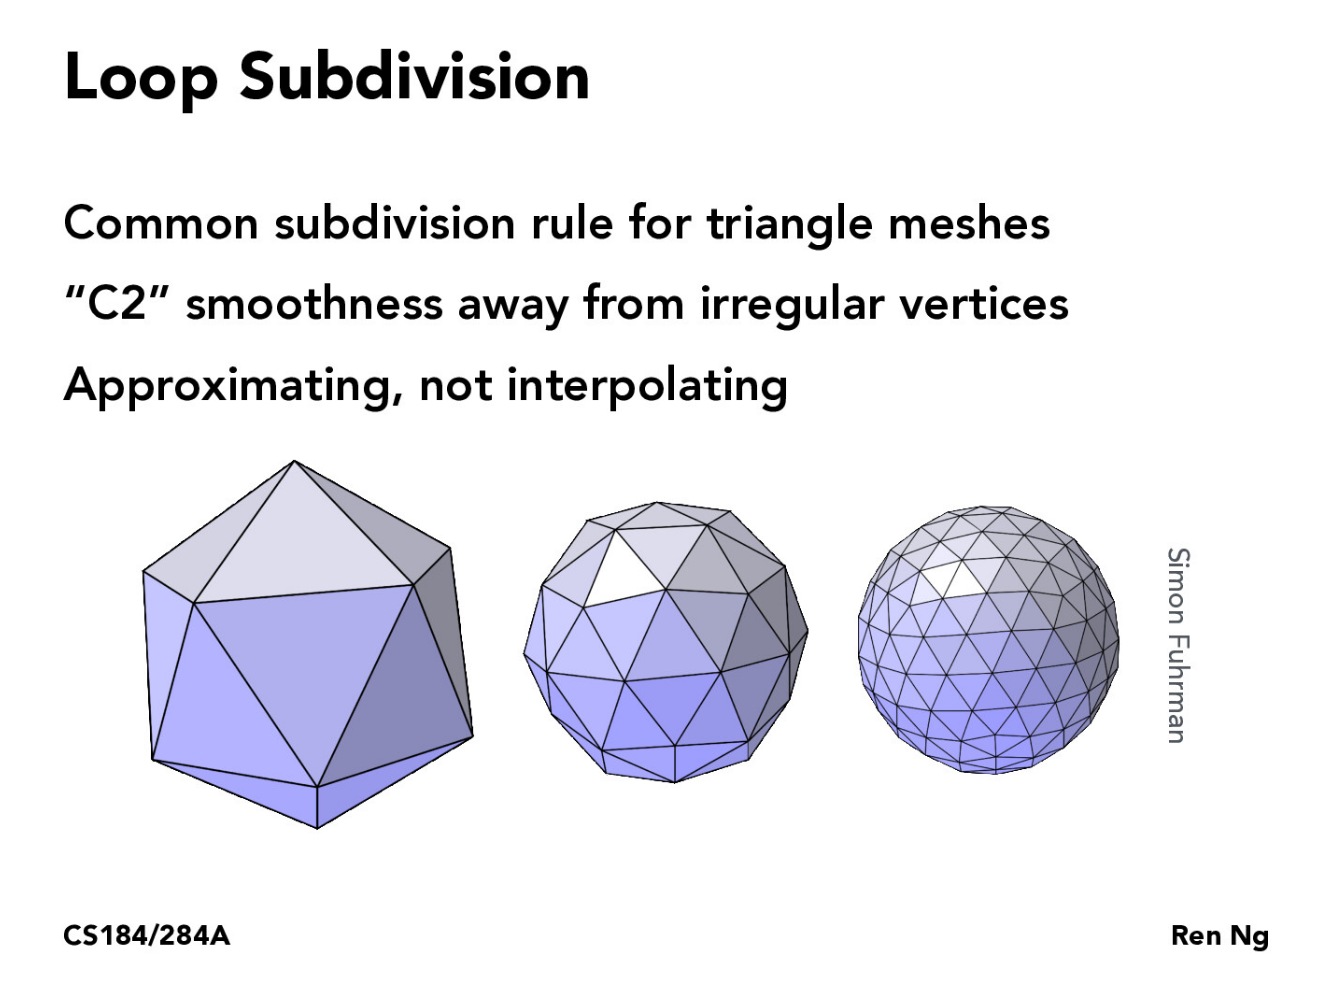 Loop Subdivision
Common subdivision rule for triangle meshes
“C2” smoothness away from irregular vertices
Approximating, not interpolating
Simon Fuhrman
CS184/284A
Ren Ng